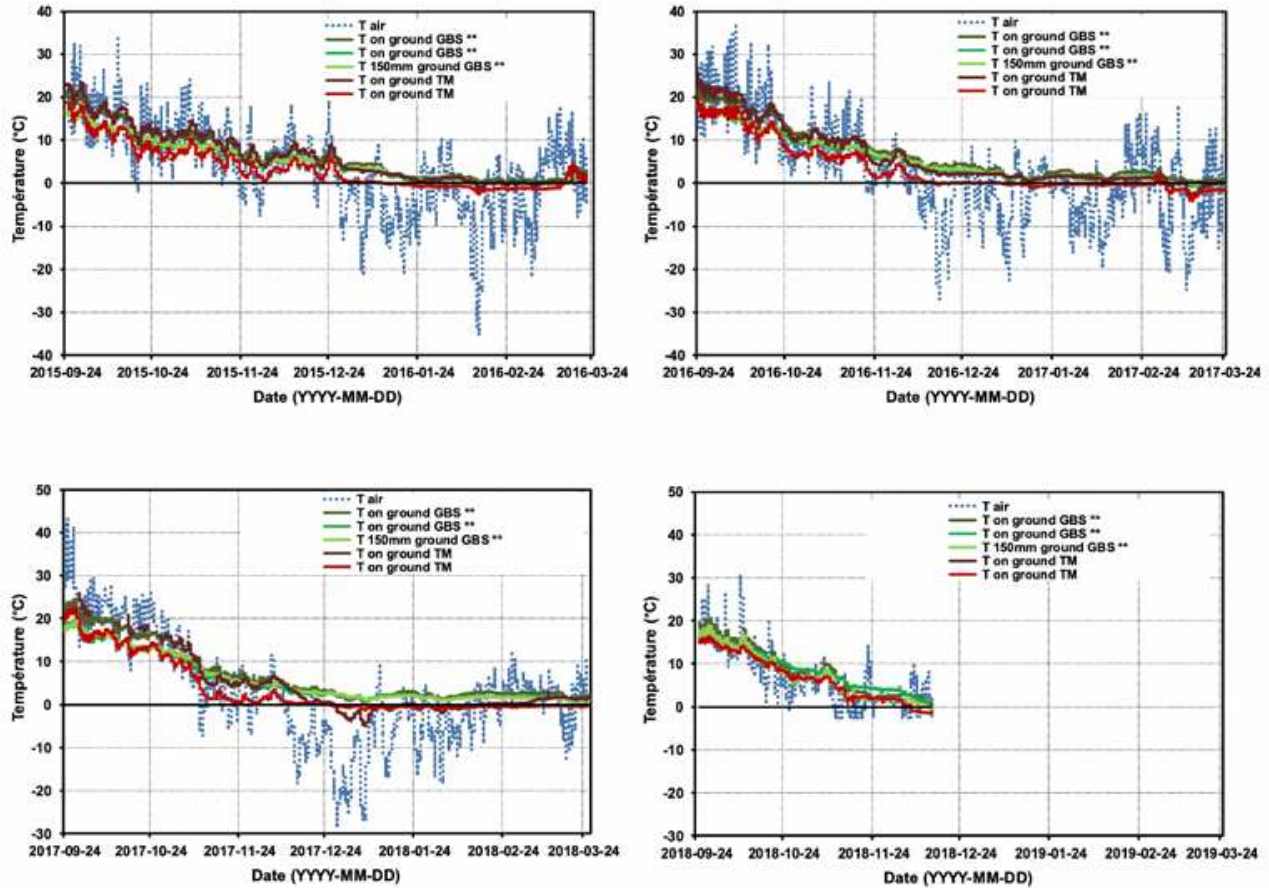 T air
T on ground GBS **
T on ground GBS **
T 150mm ground GBS **
T on ground TM
T on ground TM
40
30
20
10
0
-10
-20
-30
-40
Température (°C)
2015-09-24 2015-10-24 2015-11-24 2015-12-24 2016-01-24 2016-02-24 2016-03-24
Date (YYYY-MM-DD)
T air
T on ground GBS **
T on ground GBS **
T 150mm ground GBS **
T on ground TM
T on ground TM
40
30
20
10
0
-10
-20
-30
-40
Température (°C)
2016-09-24 2016-10-24 2016-11-24 2016-12-24 2017-01-24 2017-02-24 2017-03-24
Date (YYYY-MM-DD)
T air
T on ground GBS **
T on ground GBS **
T 150mm ground GBS **
T on ground TM
T on ground TM
50
40
30
20
10
0
-10
-20
-30
Température (°C)
2017-09-24 2017-10-24 2017-11-24 2017-12-24 2018-01-24 2018-02-24 2018-03-24
Date (YYYY-MM-DD)
T air
T on ground GBS **
T on ground GBS **
T 150mm ground GBS **
T on ground TM
T on ground TM
50
40
30
20
10
0
-10
-20
-30
Température (°C)
2018-09-24 2018-10-24 2018-11-24 2018-12-24 2019-01-24 2019-02-24 2019-03-24
Date (YYYY-MM-DD)